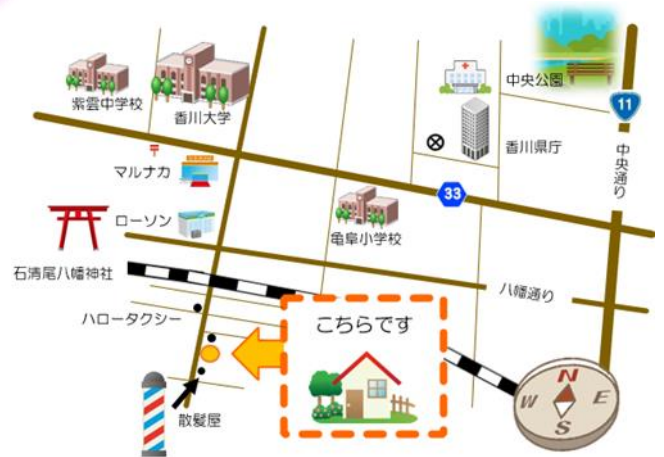 紫雲中学校
香川大学
中央公園
11
香川県庁
中央通り
マルナカ
33
ローソン
亀阜小学校
石清尾八幡神社
八幡通り
ハロータクシー
こちらです
散髪屋
N
W
E
S